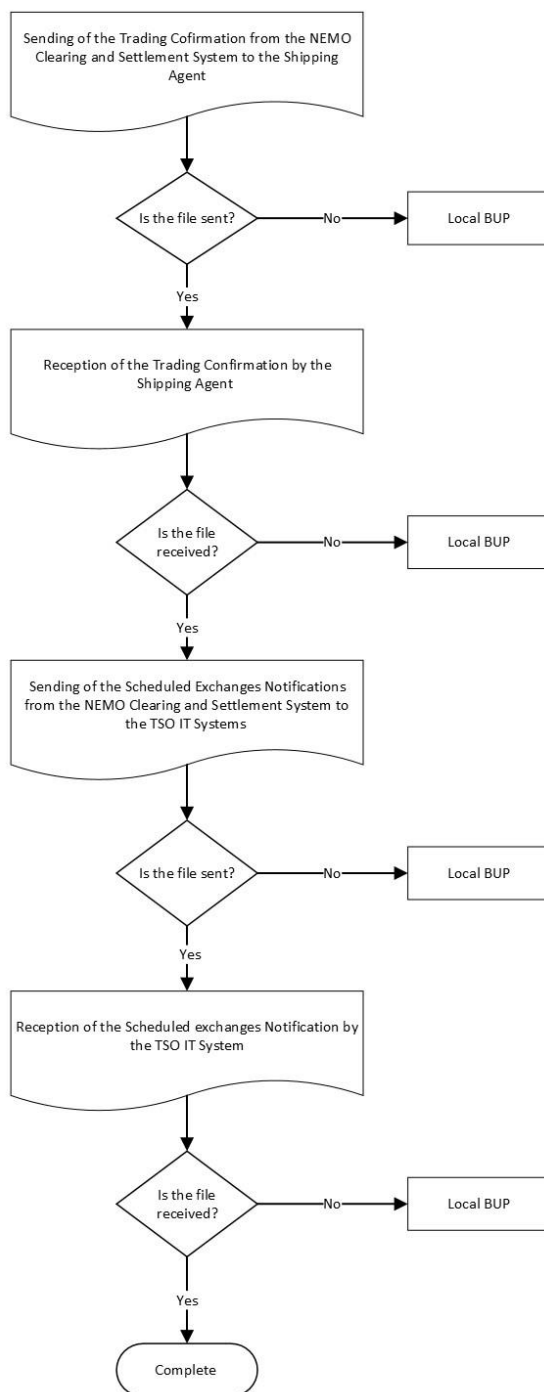 Sending of the Trading Cofirmation from the NEMO
Clearing and Settlement System to the Shipping
Agent
Is the file sent?
No
Local BUP
Yes
Reception of the Trading Confirmation by the
Shipping Agent
Is the file
received?
No
Local BUP
Yes
Sending of the Scheduled Exchanges Notifications
from the NEMO Clearing and Settlement System to
the TSO IT Systems
Is the file sent?
No
Local BUP
Yes
Reception of the Scheduled exchanges Notification by
the TSO IT System
Is the file
received?
No
Local BUP
Yes
Complete